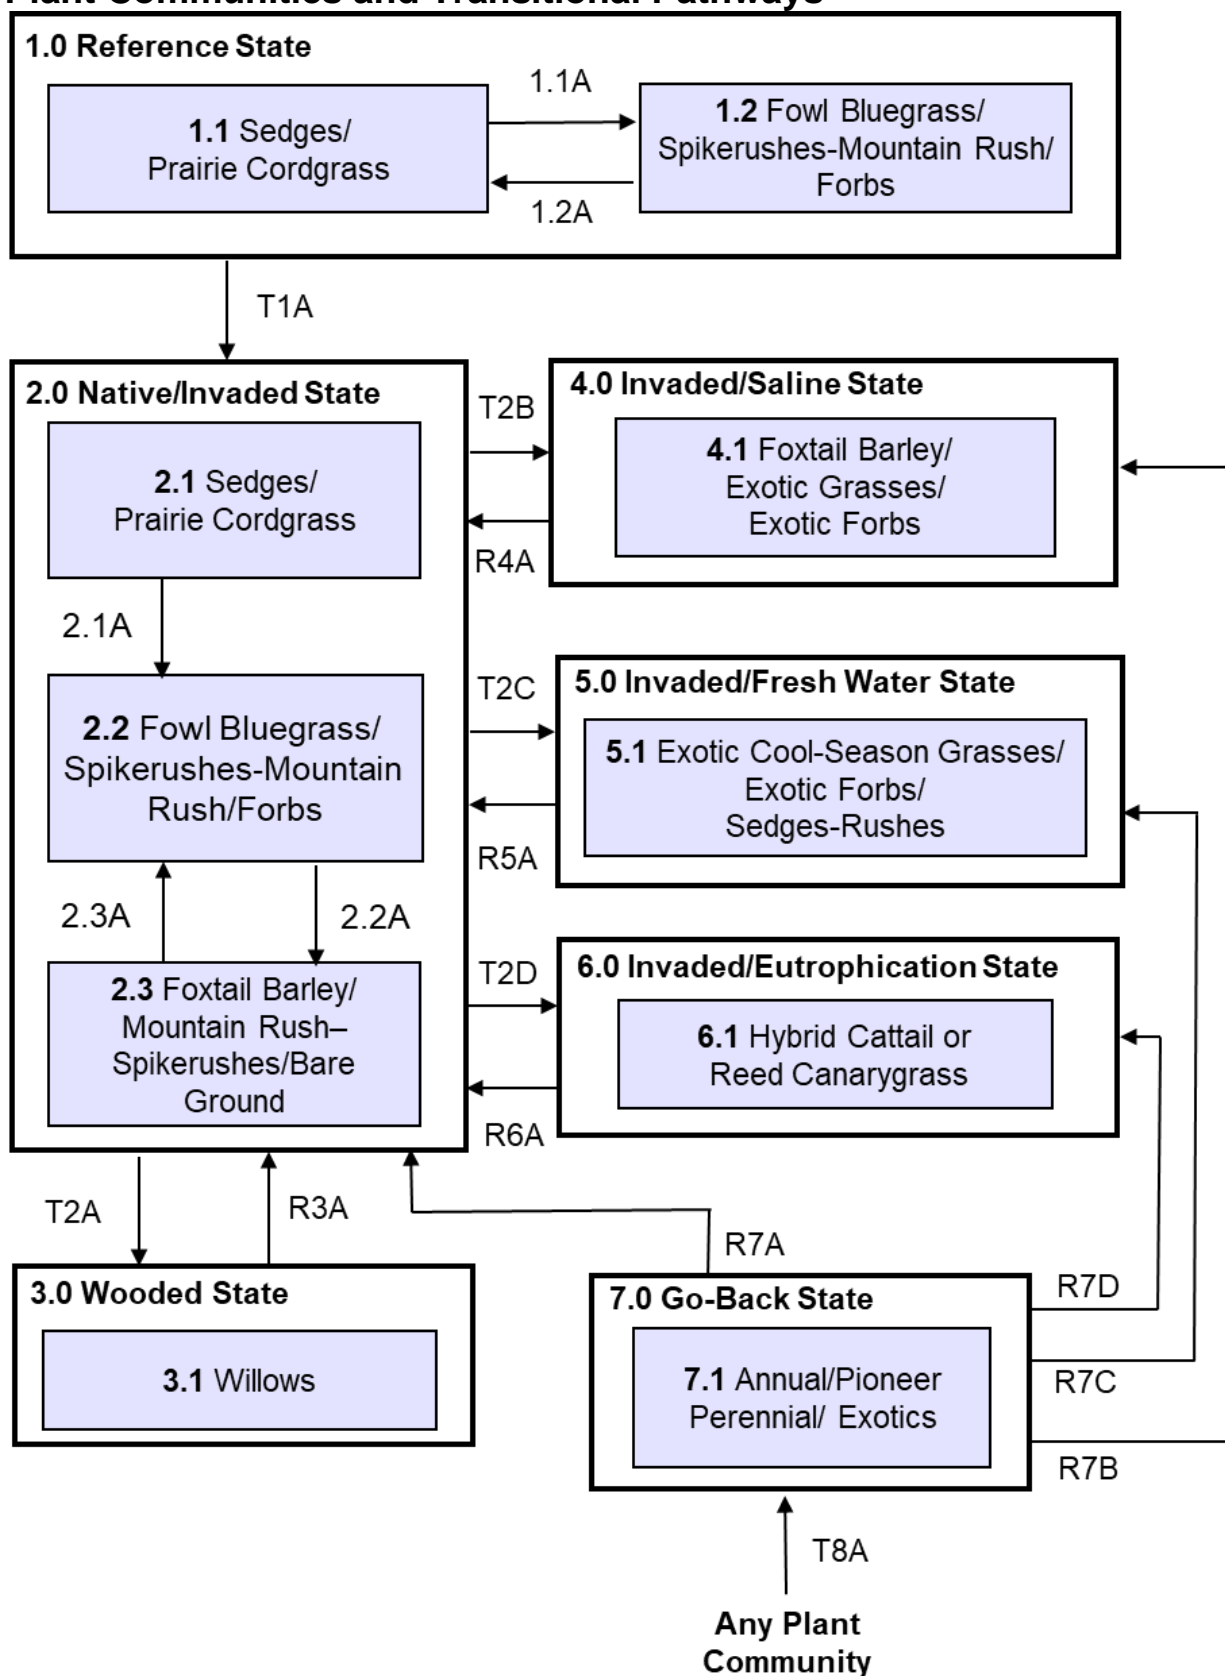 Plant Communities and Transitional Pathways
1.0 Reference State
1.1 Sedges/
Prairie Cordgrass
1.1A
1.2A
1.2 Fowl Bluegrass/
Spikerushes-Mountain Rush/
Forbs
T1A
2.0 Native/Invaded State
2.1 Sedges/
Prairie Cordgrass
2.1A
2.2 Fowl Bluegrass/
Spikerushes-Mountain
Rush/Forbs
2.3A
2.2A
2.3 Foxtail Barley/
Mountain Rush–
Spikerushes/Bare
Ground
T2B
R4A
4.0 Invaded/Saline State
4.1 Foxtail Barley/
Exotic Grasses/
Exotic Forbs
T2C
R5A
5.0 Invaded/Fresh Water State
5.1 Exotic Cool-Season Grasses/
Exotic Forbs/
Sedges-Rushes
T2D
R6A
6.0 Invaded/Eutrophication State
6.1 Hybrid Cattail or
Reed Canarygrass
T2A
R3A
3.0 Wooded State
3.1 Willows
R7A
7.0 Go-Back State
7.1 Annual/Pioneer
Perennial/ Exotics
R7D
R7C
R7B
T8A
Any Plant
Community